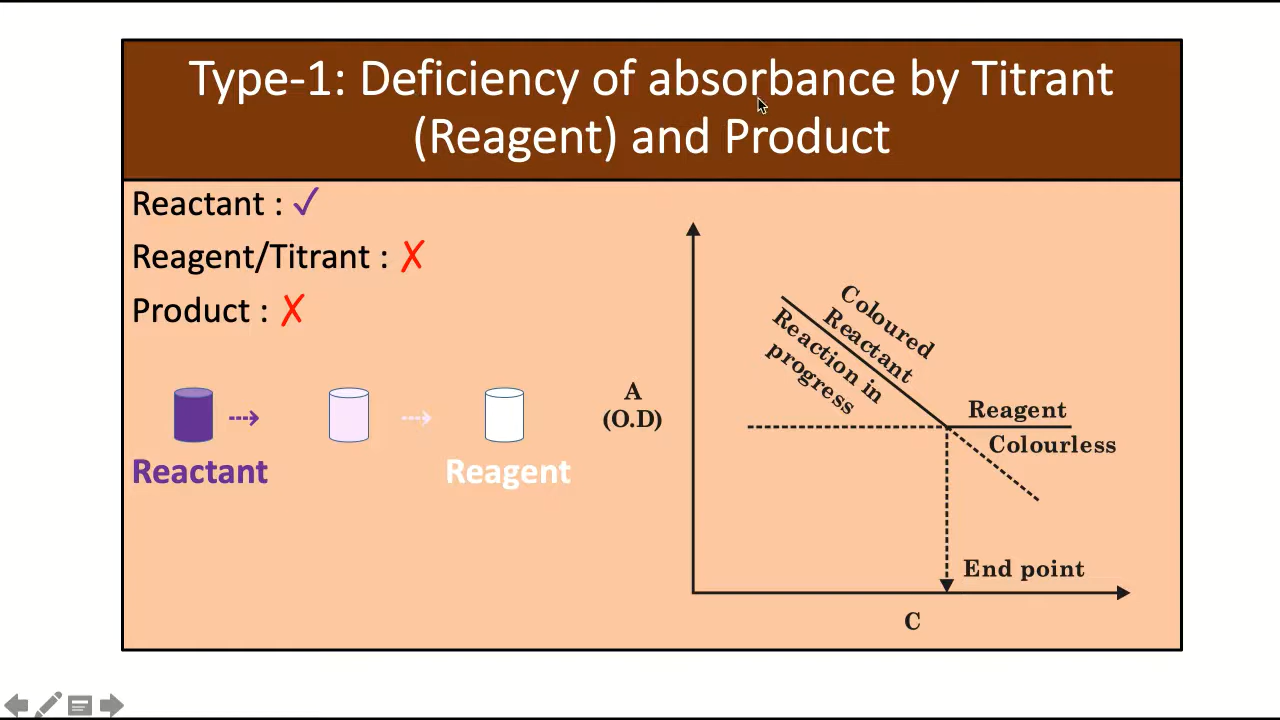 Type-1: Deficiency of absorbance by Titrant
(Reagent) and Product
Reactant : ✓
Reagent/Titrant : ✗
Product : ✗
Reactant
Reagent
A
(O.D)
Coloured
Reactant
Reaction in
progress
Reagent
Colourless
End point
C